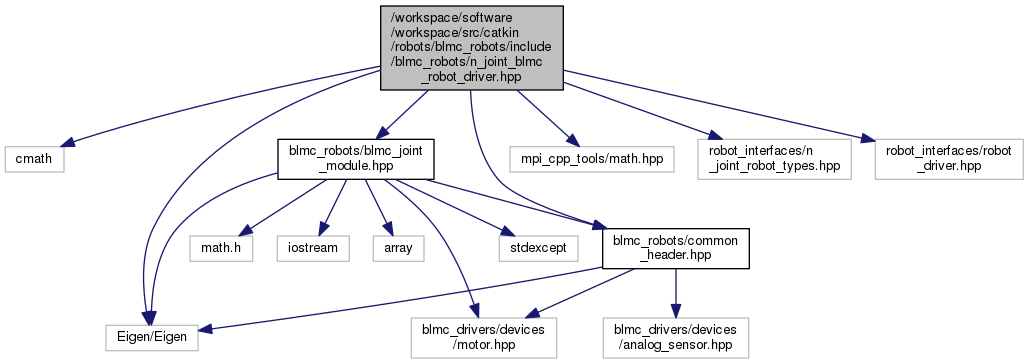 /workspace/software
/workspace/src/catkin
/robots/blmc_robots/include
/blmc_robots/n_joint_blmc
_robot_driver.hpp
cmath
blmc_robots/blmc_joint
_module.hpp
mpi_cpp_tools/math.hpp
robot_interfaces/n
_joint_robot_types.hpp
robot_interfaces/robot
_driver.hpp
math.h
iostream
array
stdexcept
blmc_robots/common
_header.hpp
Eigen/Eigen
blmc_drivers/devices
/motor.hpp
blmc_drivers/devices
/analog_sensor.hpp